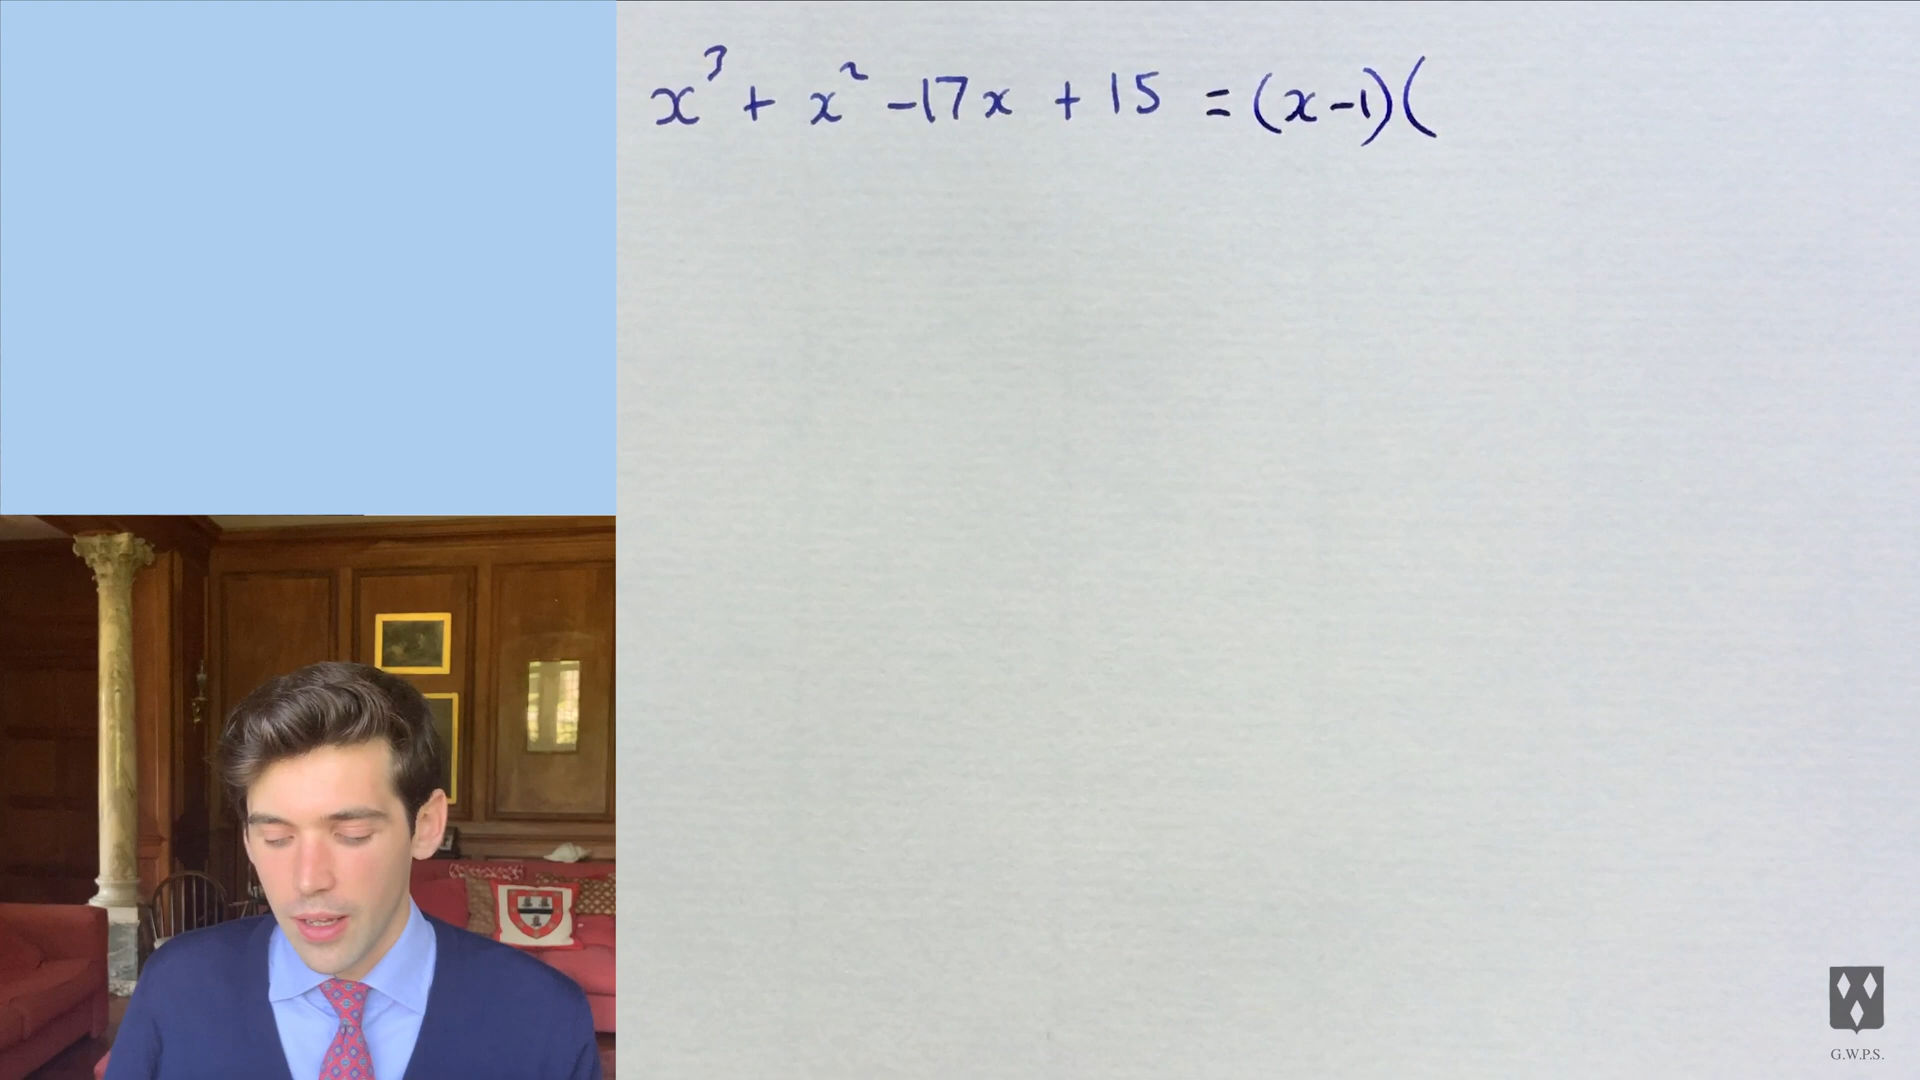 x³ + x² -17x + 15 = (x-1)(
G.W.P.S.